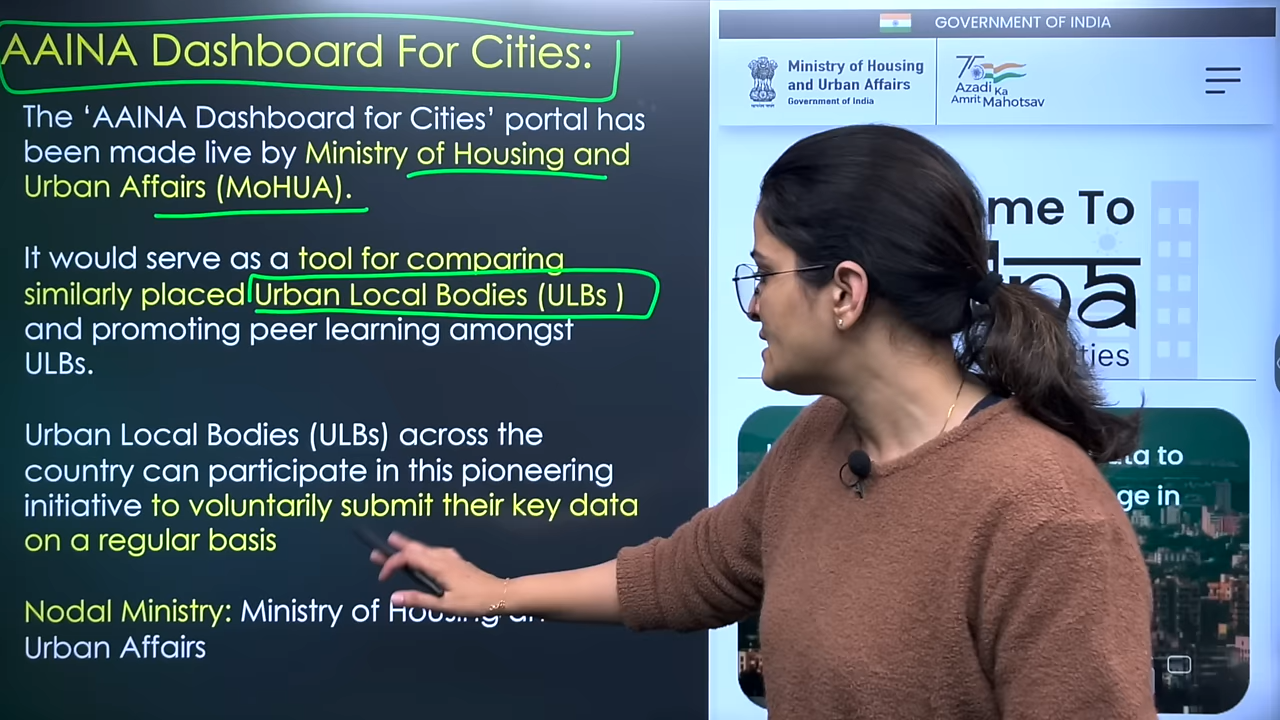 AAINA Dashboard For Cities:
The ‘AAINA Dashboard for Cities’ portal has
been made live by Ministry of Housing and
Urban Affairs (MoHUA).
It would serve as a tool for comparing
similarly placed Urban Local Bodies (ULBs )
and promoting peer learning amongst
ULBs.
Urban Local Bodies (ULBs) across the
country can participate in this pioneering
initiative to voluntarily submit their key data
on a regular basis
Nodal Ministry: Ministry of Housing
Urban Affairs
GOVERNMENT OF INDIA
Ministry of Housing
and Urban Affairs
Government of India
75
Azadi Ka
Amrit Mahotsav
me To
ties
ta to
ge in